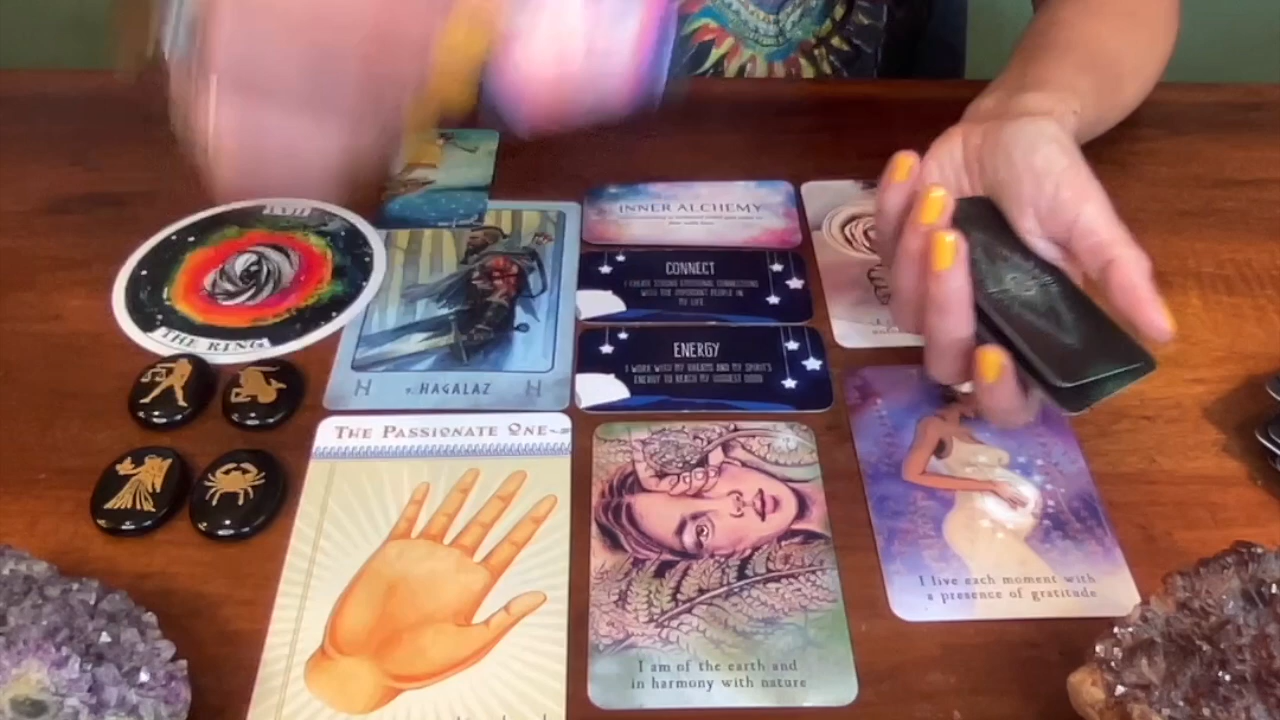 INNER ALCHEMY
XVII
THE RING
CONNECT
I CREATE STRONG EMOTIONAL CONNECTIONS
WITH THE IMPORTANT PEOPLE IN
MY LIFE
HAGALAZ
ENERGY
I WORK WITH MY BREATH AND MY SPIRIT'S
ENERGY TO REACH MY HIGHEST GOOD
THE PASSIONATE ONE
I live each moment with
a presence of gratitude
I am of the earth and
in harmony with nature